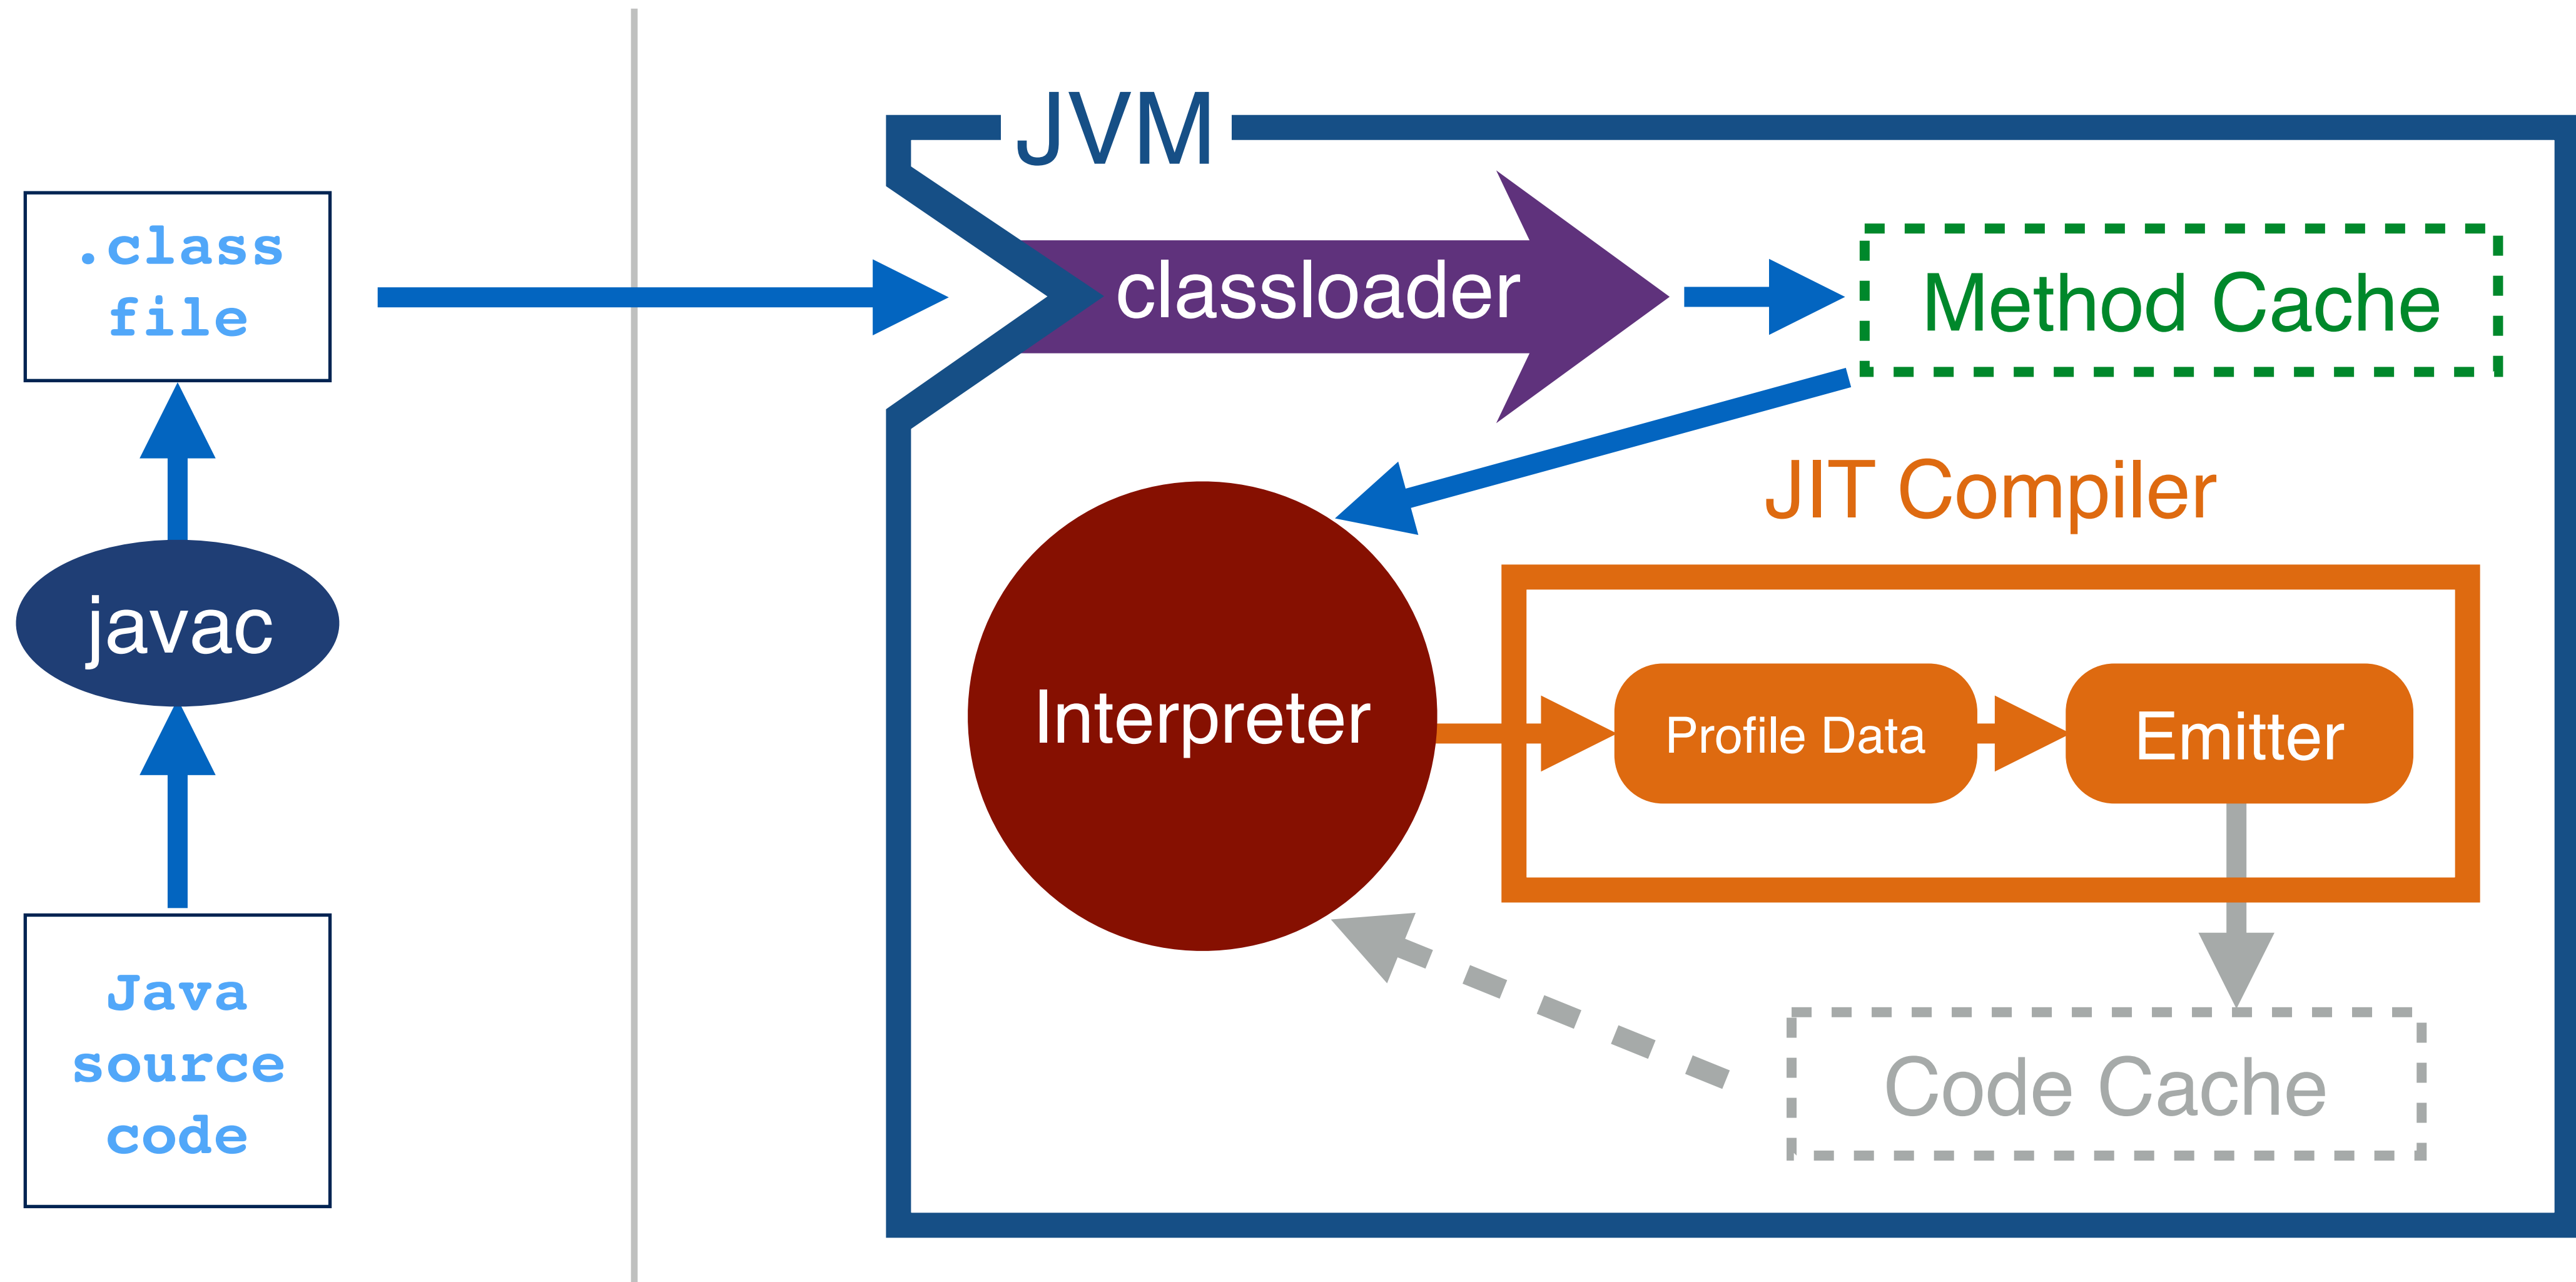 JVM
.class
file
classloader
Method Cache
JIT Compiler
javac
Interpreter
Profile Data
Emitter
Java
source
code
Code Cache